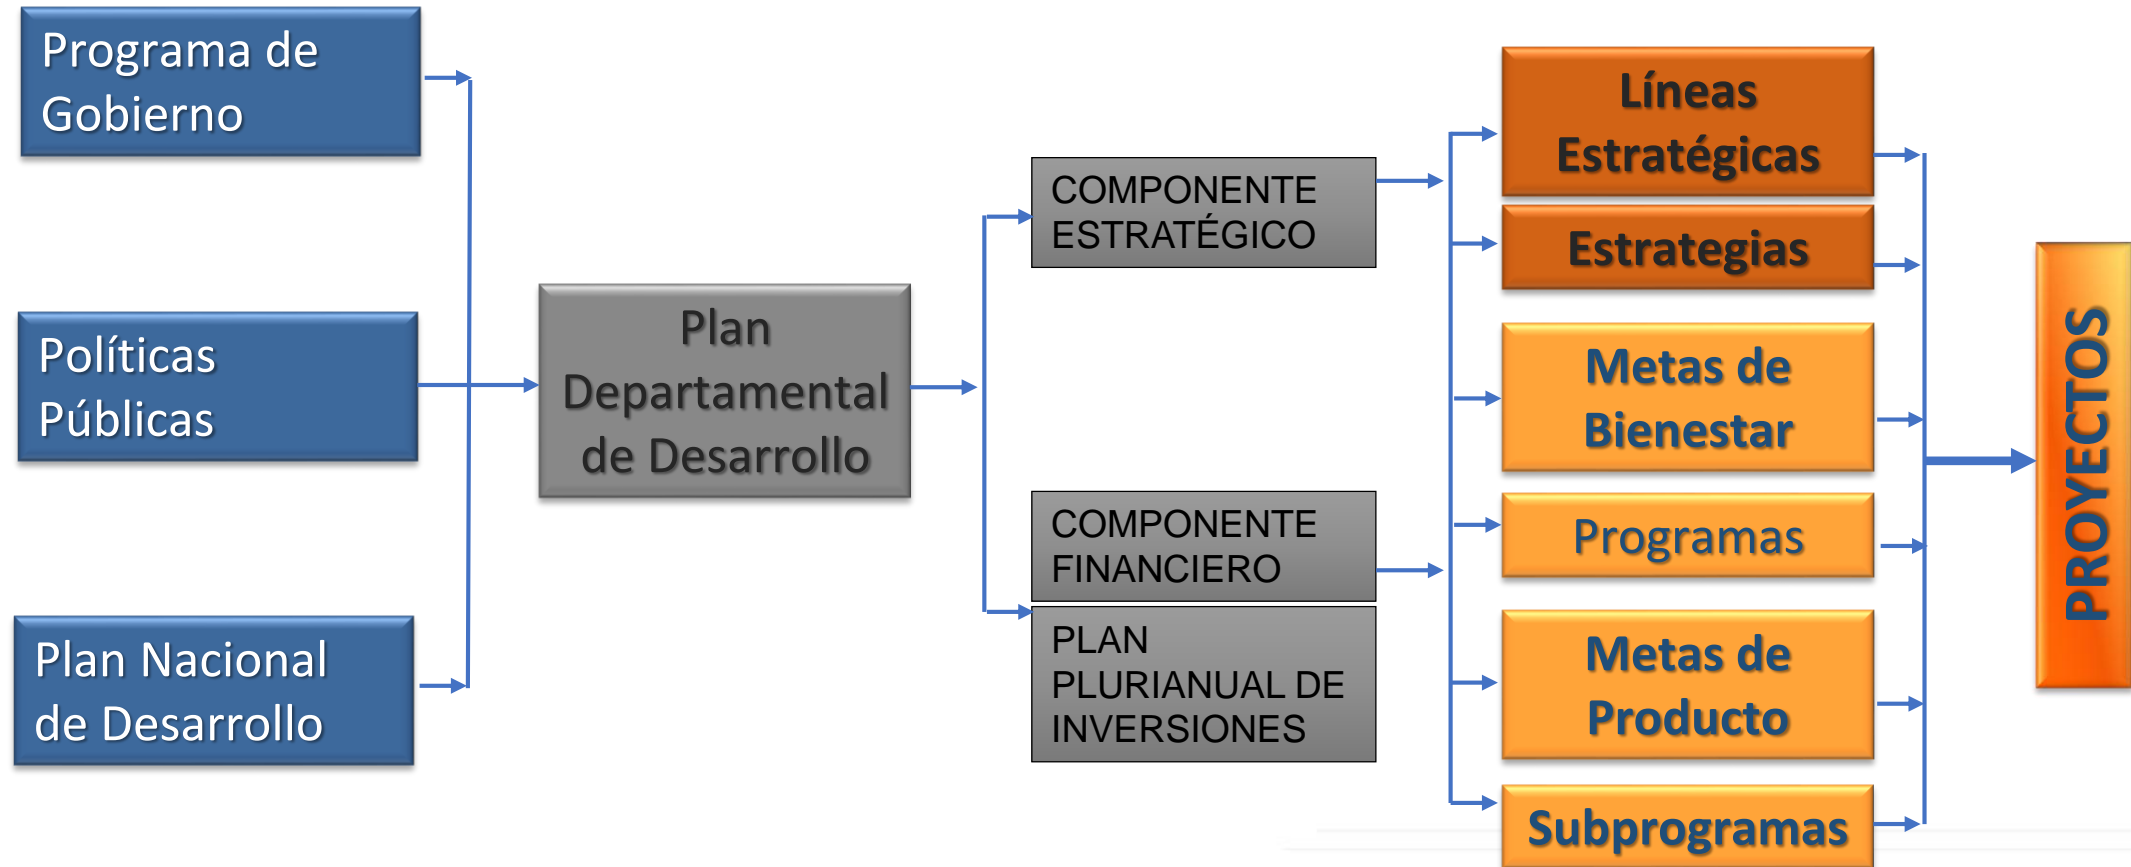 Programa de
Gobierno
Políticas
Públicas
Plan Nacional
de Desarrollo
Plan
Departamental
de Desarrollo
COMPONENTE
ESTRATÉGICO
COMPONENTE
FINANCIERO
PLAN
PLURIANUAL DE
INVERSIONES
Líneas
Estratégicas
Estrategias
Metas de
Bienestar
Programas
Metas de
Producto
Subprogramas
PROYECTOS